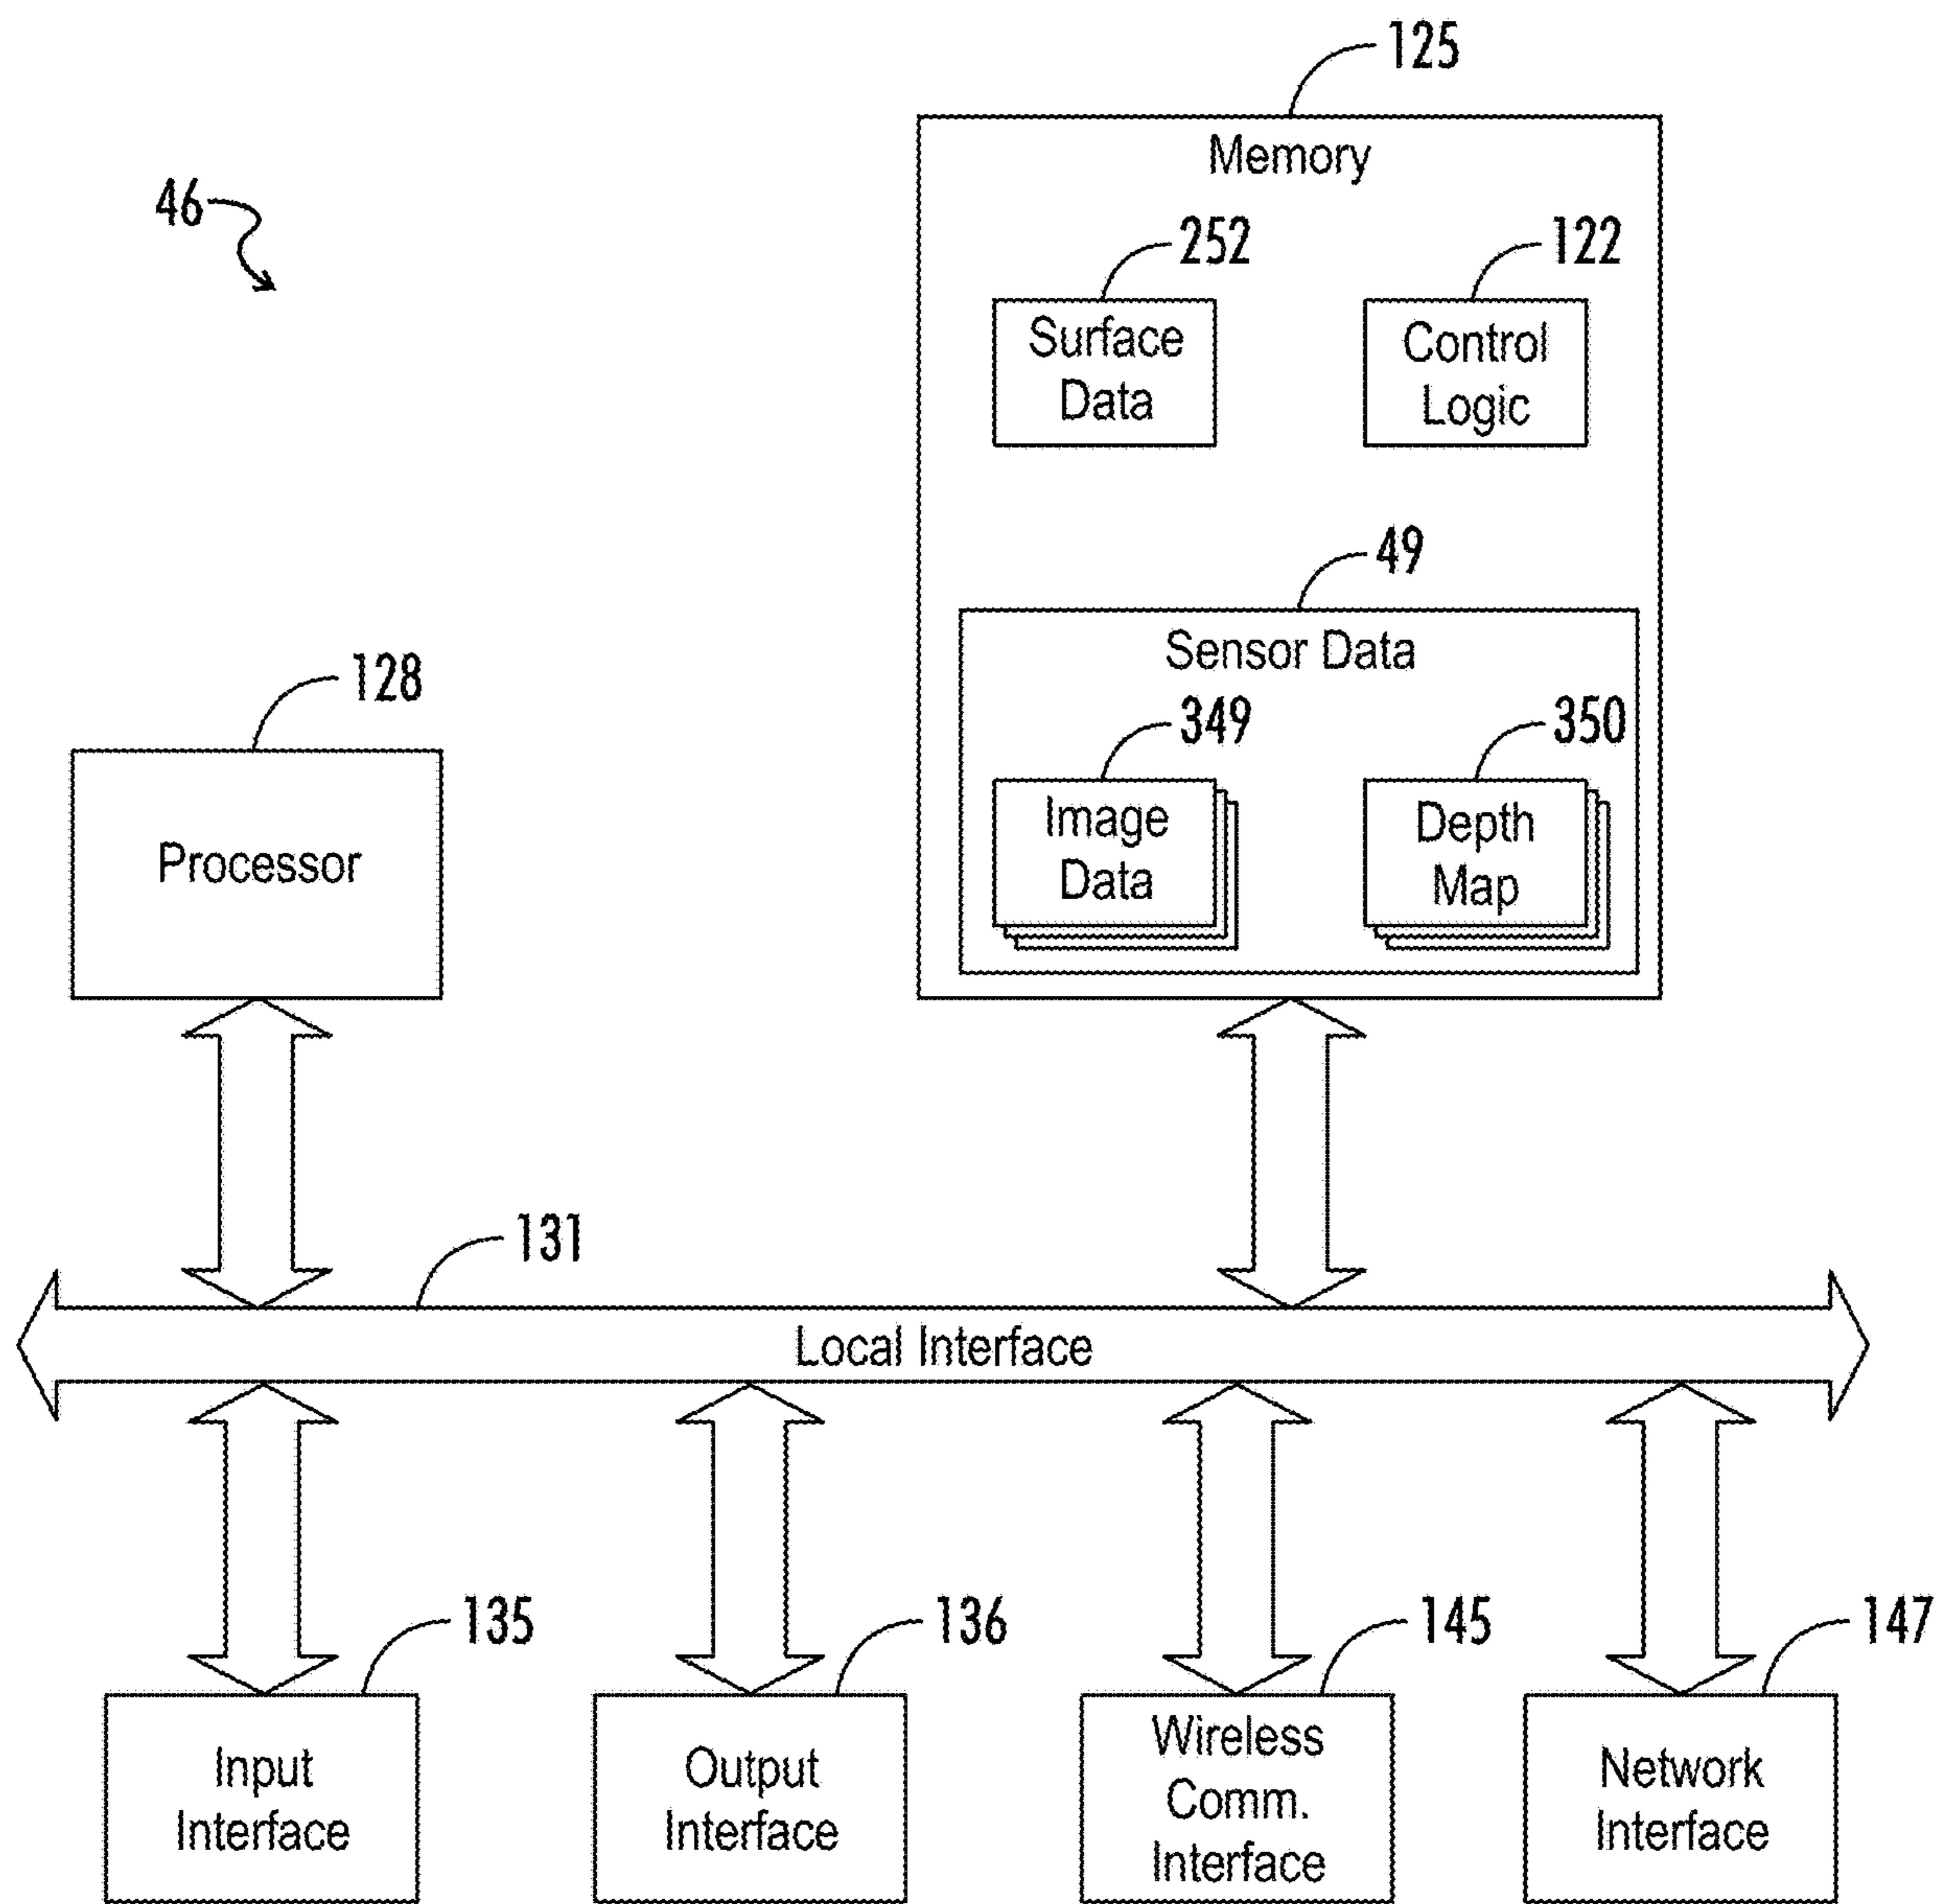 125
Memory
46
252
122
Surface
Data
Control
Logic
49
Sensor Data
128
349
350
Processor
Image
Data
Depth
Map
131
Local Interface
135
136
145
147
Input
Interface
Output
Interface
Wireless
Comm.
Interface
Network
Interface